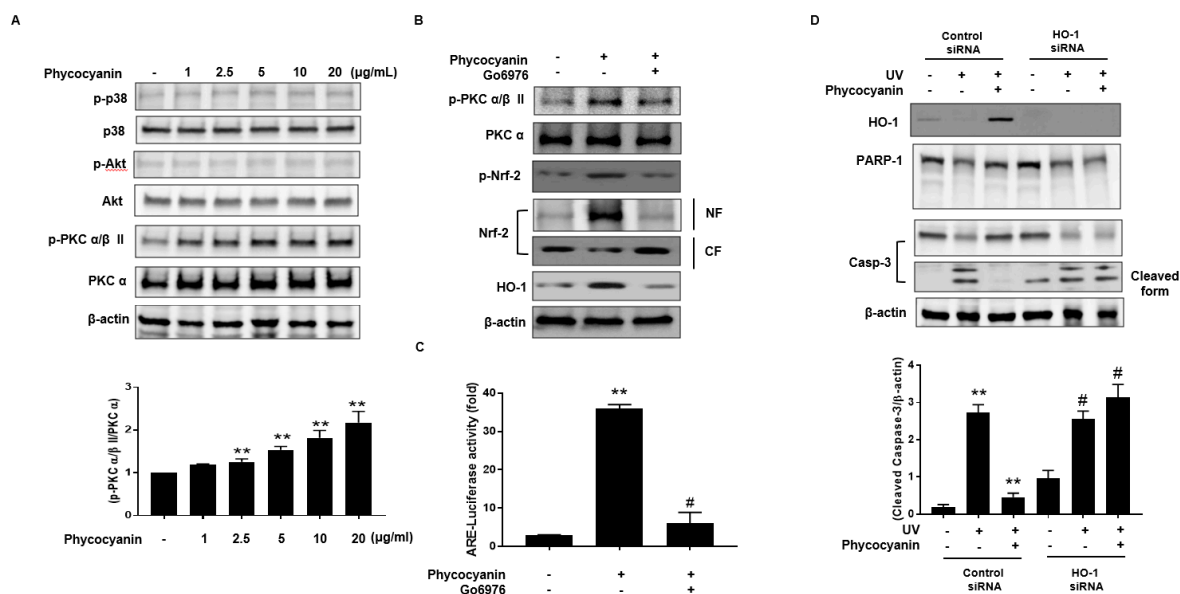 A
Phycocyanin - 1 2.5 5 10 20 (μg/mL)
p-p38
p38
p-Akt
Akt
p-PKC α/β II
PKC α
β-actin
(p-PKC α/β II/PKC α)
3
2
1
0
Phycocyanin - 1 2.5 5 10 20 (μg/ml)
** ** ** **
B
Phycocyanin - + +
Go6976 - - +
p-PKC α/β II
PKC α
p-Nrf-2
Nrf-2
NF
CF
HO-1
β-actin
C
ARE-Luciferase activity (fold)
40
30
20
10
0
**
#
Phycocyanin - + +
Go6976 - - +
D
Control siRNA
HO-1 siRNA
UV - + + - + +
Phycocyanin - - + - - +
HO-1
PARP-1
Casp-3
Cleaved form
β-actin
(Cleaved Caspase-3/β-actin)
4
3
2
1
0
** ** # #
UV - + + - + +
Phycocyanin - - + - - +
Control siRNA
HO-1 siRNA